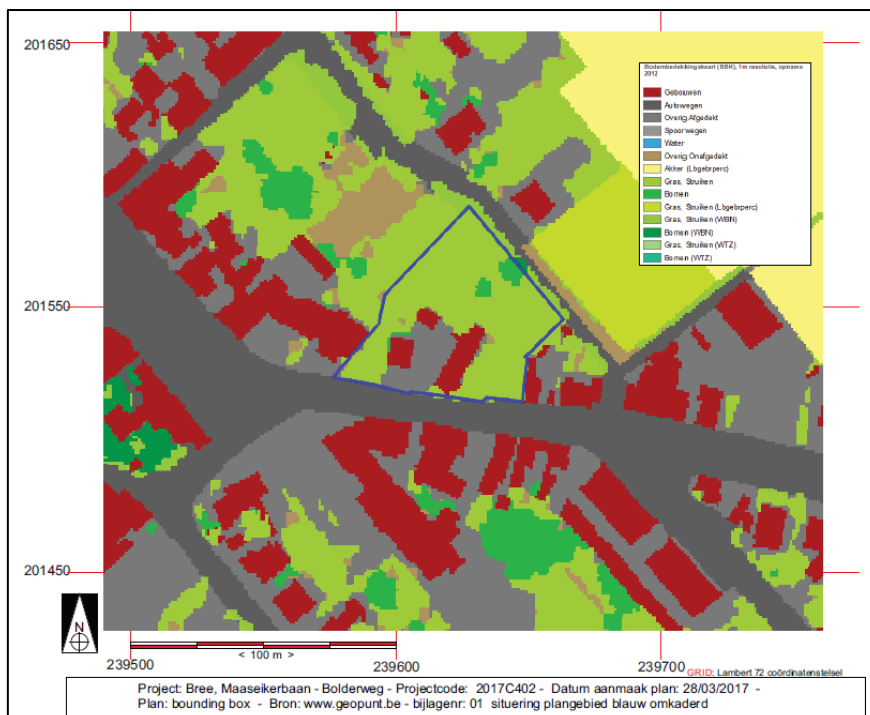 201650
Bodembedekkingskaart (BBK), 1m resolutie, opname
2012
Gebouwen
Autowegen
Overig Afgedekt
Spoorwegen
Water
Overig Onafgedekt
Akker (Lbgebrperc)
Gras, Struiken
Bomen
Gras, Struiken (Lbgebrperc)
Gras, Struiken (WBN)
Bomen (WBN)
Gras, Struiken (WTZ)
Bomen (WTZ)
201550
201450
N
239500
239600
239700
< 100 m >
GRID: Lambert 72 coördinatenstelsel
Project: Bree, Maaseikerbaan - Bolderweg - Projectcode: 2017C402 - Datum aanmaak plan: 28/03/2017 -
Plan: bounding box - Bron: www.geopunt.be - bijlagenr: 01 situering plangebied blauw omkaderd